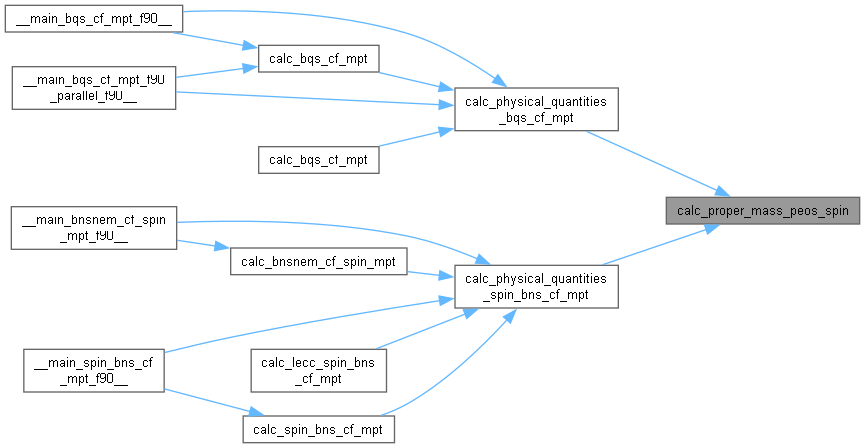 __main_bqs_cf_mpt_f90__
calc_bqs_cf_mpt
__main_bqs_cf_mpt_f90
_parallel_f90__
calc_physical_quantities
_bqs_cf_mpt
calc_bqs_cf_mpt
calc_proper_mass_peos_spin
__main_bnsnem_cf_spin
_mpt_f90__
calc_bnsnem_cf_spin_mpt
calc_physical_quantities
_spin_bns_cf_mpt
__main_spin_bns_cf
_mpt_f90__
calc_lecc_spin_bns
_cf_mpt
calc_spin_bns_cf_mpt